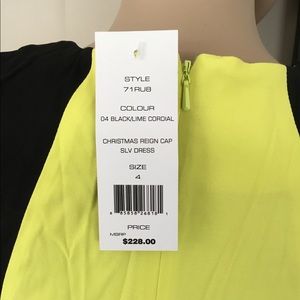 STYLE
71RUB
COLOUR
04 BLACK/LIME CORDIAL
CHRISTMAS REIGN CAP
SLV DRESS
SIZE
4
PRICE
MSRP
$228.00